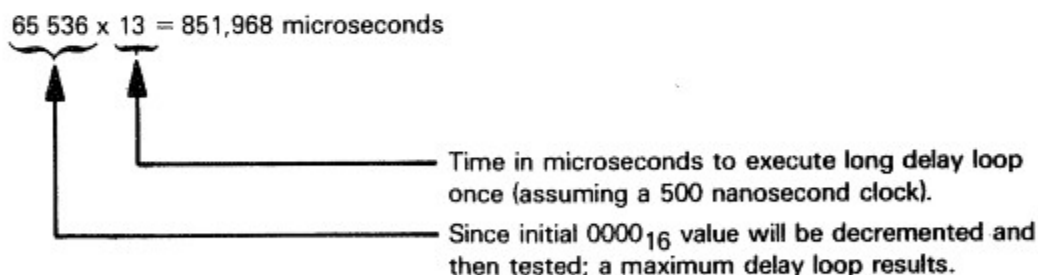 65 536 x 13 = 851,968 microseconds
Time in microseconds to execute long delay loop
once (assuming a 500 nanosecond clock).
Since initial 0000₁₆ value will be decremented and
then tested; a maximum delay loop results.